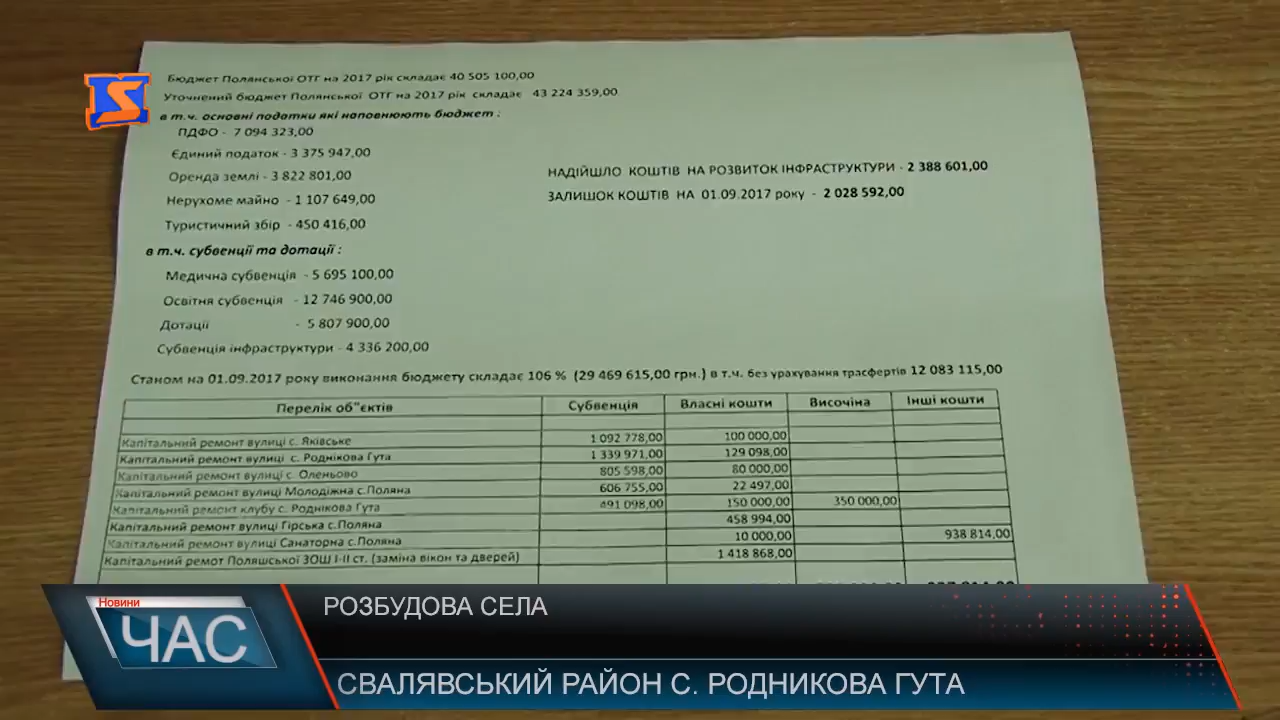 Бюджет Полянської ОТГ на 2017 рік складає 40 505 100,00
Уточнений бюджет Полянської ОТГ на 2017 рік складає 43 224 359,00
в т.ч. основні податки які наповнюють бюджет :
ПДФО - 7 094 323,00
Єдиний податок - 3 375 947,00
Оренда землі - 3 822 801,00
Нерухоме майно - 1 107 649,00
Туристичний збір - 450 416,00
НАДІЙШЛО КОШТІВ НА РОЗВИТОК ІНФРАСТРУКТУРИ - 2 388 601,00
ЗАЛИШОК КОШТІВ НА 01.09.2017 року - 2 028 592,00
в т.ч. субвенції та дотації :
Медична субвенція - 5 695 100,00
Освітня субвенція - 12 746 900,00
Дотації - 5 807 900,00
Субвенція інфраструктури - 4 336 200,00
Станом на 01.09.2017 року виконання бюджету складає 106 % (29 469 615,00 грн.) в т.ч. без урахування трасфертів 12 083 115,00
Перелік об"єктів Субвенція Власні кошти Височіна Інші кошти
Капітальний ремонт вулиці с. Яківське 1 092 778,00 100 000,00
Капітальний ремонт вулиці с. Роднікова Гута 1 339 971,00 129 098,00
Капітальний ремонт вулиці с. Оленьово 805 598,00 80 000,00
Капітальний ремонт вулиці Молодіжна с.Поляна 606 755,00 22 497,00
Капітальний ремонт клубу с. Роднікова Гута 491 098,00 150 000,00 350 000,00
Капітальний ремонт вулиці Гірська с.Поляна 458 994,00
Капітальний ремонт вулиці Санаторна с.Поляна 10 000,00 938 814,00
Капітальний ремот Поляшської ЗОШ І-ІІ ст. (заміна вікон та дверей) 1 418 868,00
Новини
ЧАС
РОЗБУДОВА СЕЛА
СВАЛЯВСЬКИЙ РАЙОН С. РОДНИКОВА ГУТА